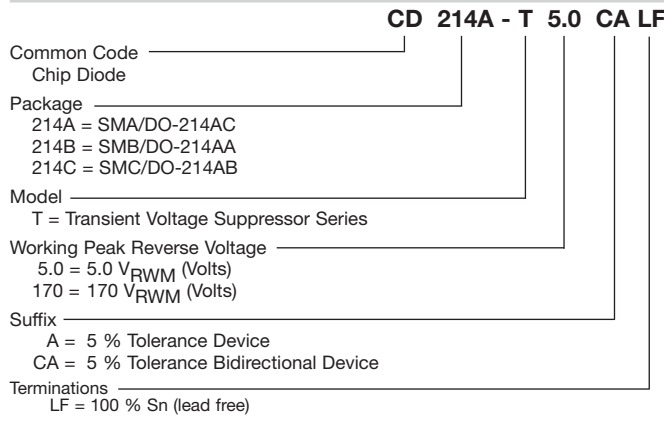 CD 214A - T 5.0 CA LF
Common Code
Chip Diode
Package
214A = SMA/DO-214AC
214B = SMB/DO-214AA
214C = SMC/DO-214AB
Model
T = Transient Voltage Suppressor Series
Working Peak Reverse Voltage
5.0 = 5.0 VRWM (Volts)
170 = 170 VRWM (Volts)
Suffix
A = 5 % Tolerance Device
CA = 5 % Tolerance Bidirectional Device
Terminations
LF = 100 % Sn (lead free)